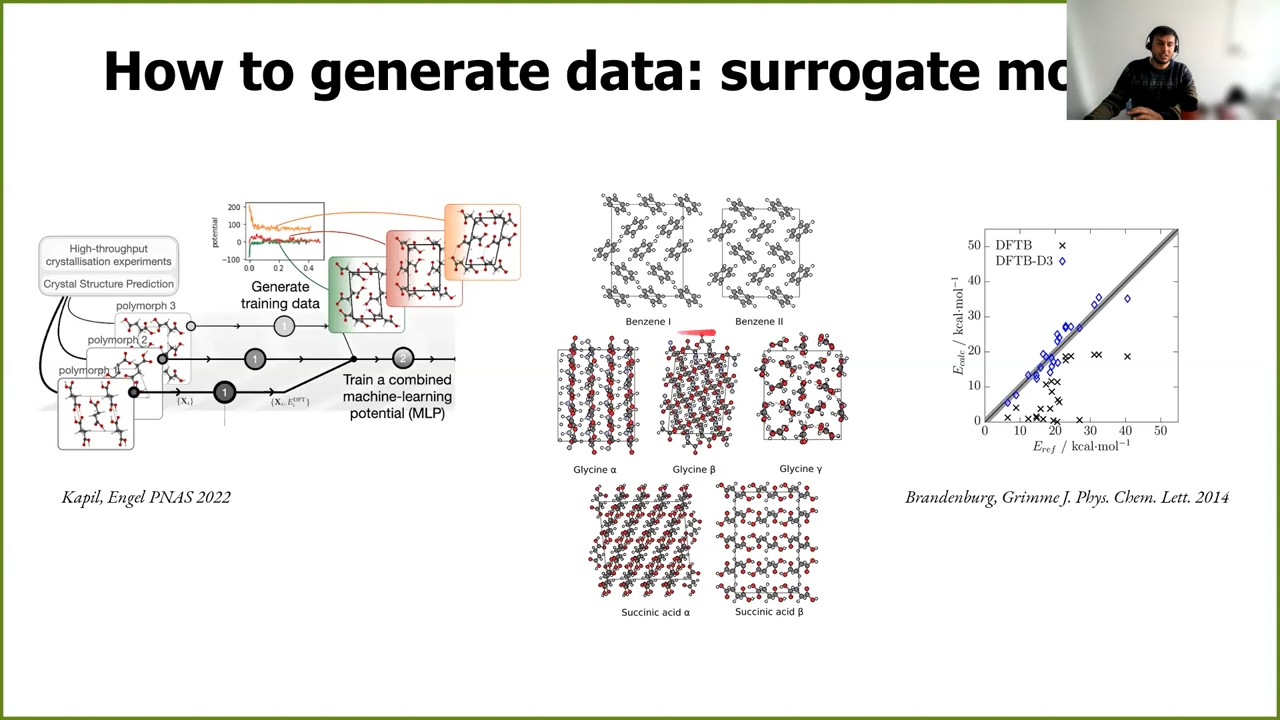 How to generate data: surrogate mo
High-throughput
crystallisation experiments
Crystal Structure Prediction
polymorph 3
polymorph 2
polymorph 1
potential
200
100
0
−100
0.0
0.2
0.4
Generate
training data
1
1
1
2
{Xᵢ}
{Xᵢ, Eᵢᴰᶠᵀ}
Train a combined
machine-learning
potential (MLP)
Kapil, Engel PNAS 2022
Benzene I
Benzene II
Glycine α
Glycine β
Glycine γ
Succinic acid α
Succinic acid β
DFTB
DFTB-D3
E_calc / kcal·mol⁻¹
50
40
30
20
10
0
0 10 20 30 40 50
E_ref / kcal·mol⁻¹
Brandenburg, Grimme J. Phys. Chem. Lett. 2014